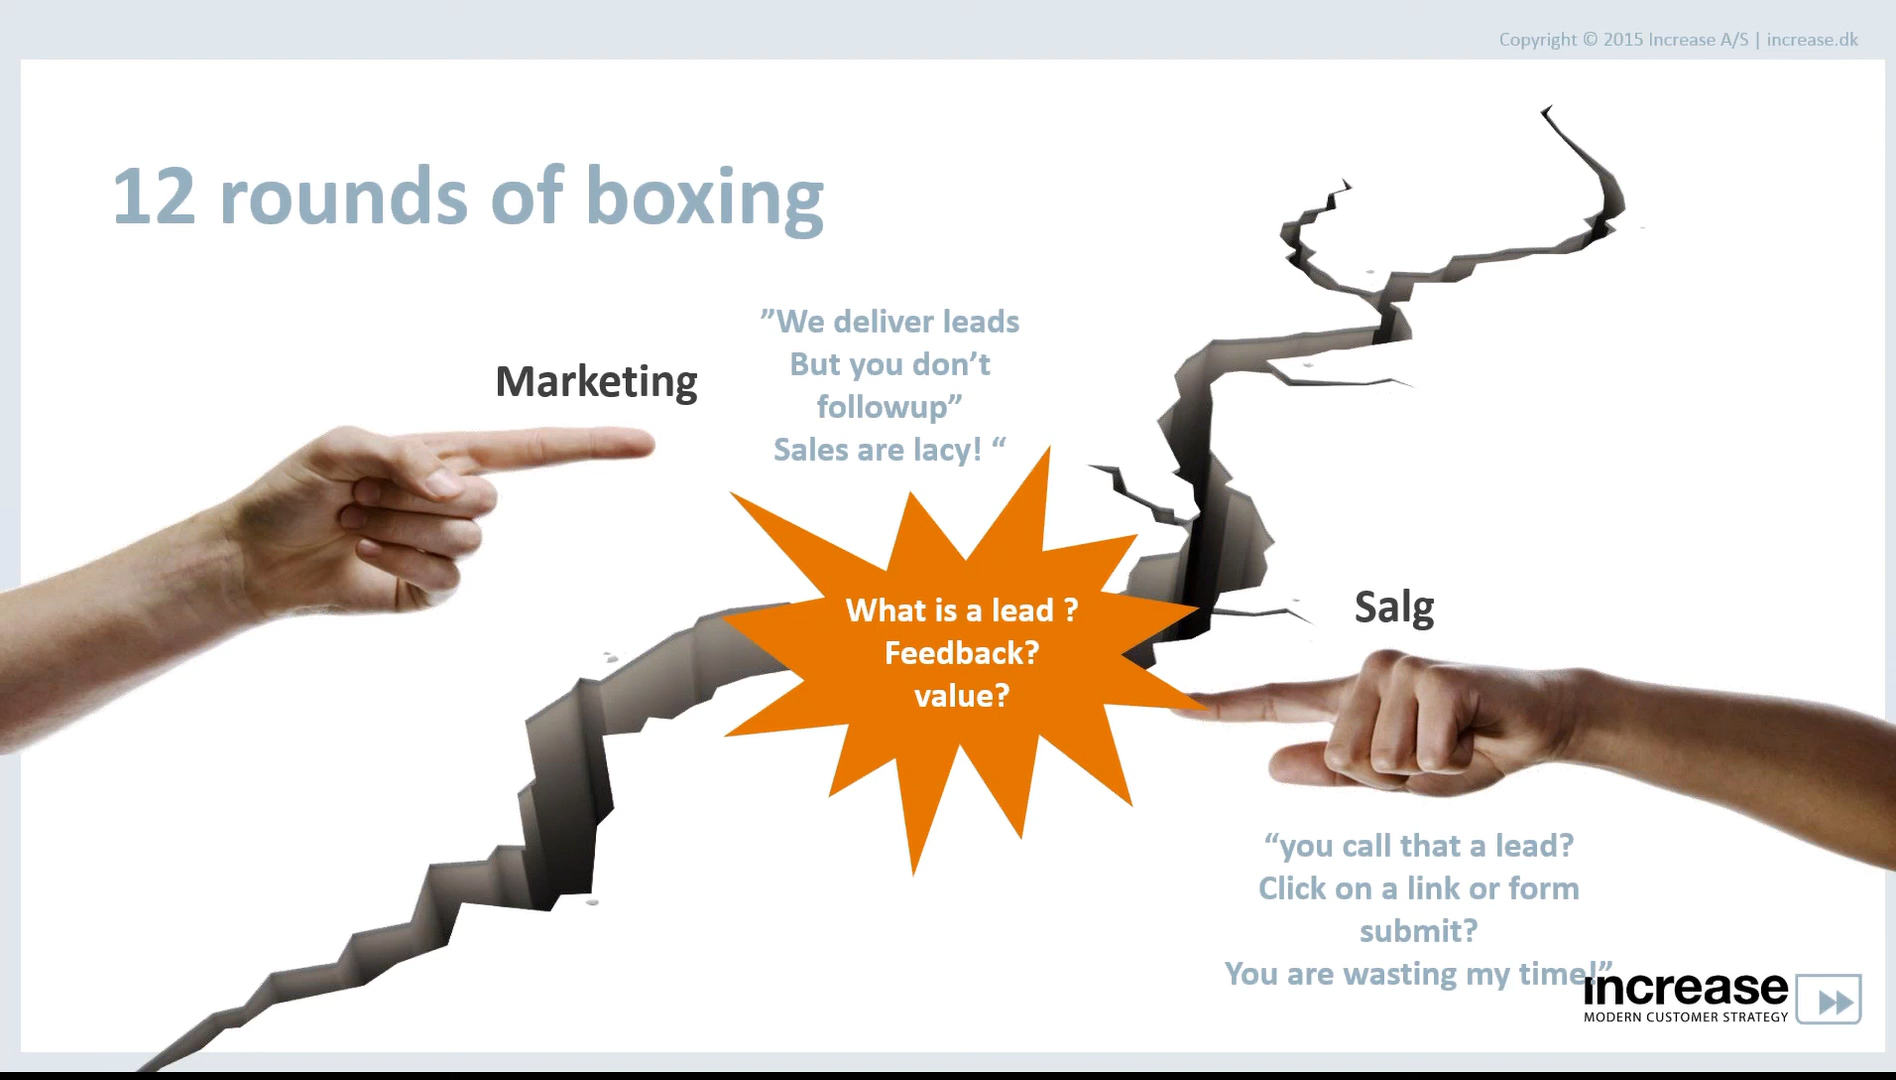 Copyright © 2015 Increase A/S | increase.dk
12 rounds of boxing
”We deliver leads
But you don’t
followup”
Sales are lacy! “
Marketing
What is a lead ?
Feedback?
value?
Salg
“you call that a lead?
Click on a link or form
submit?
You are wasting my time!”
increase
MODERN CUSTOMER STRATEGY